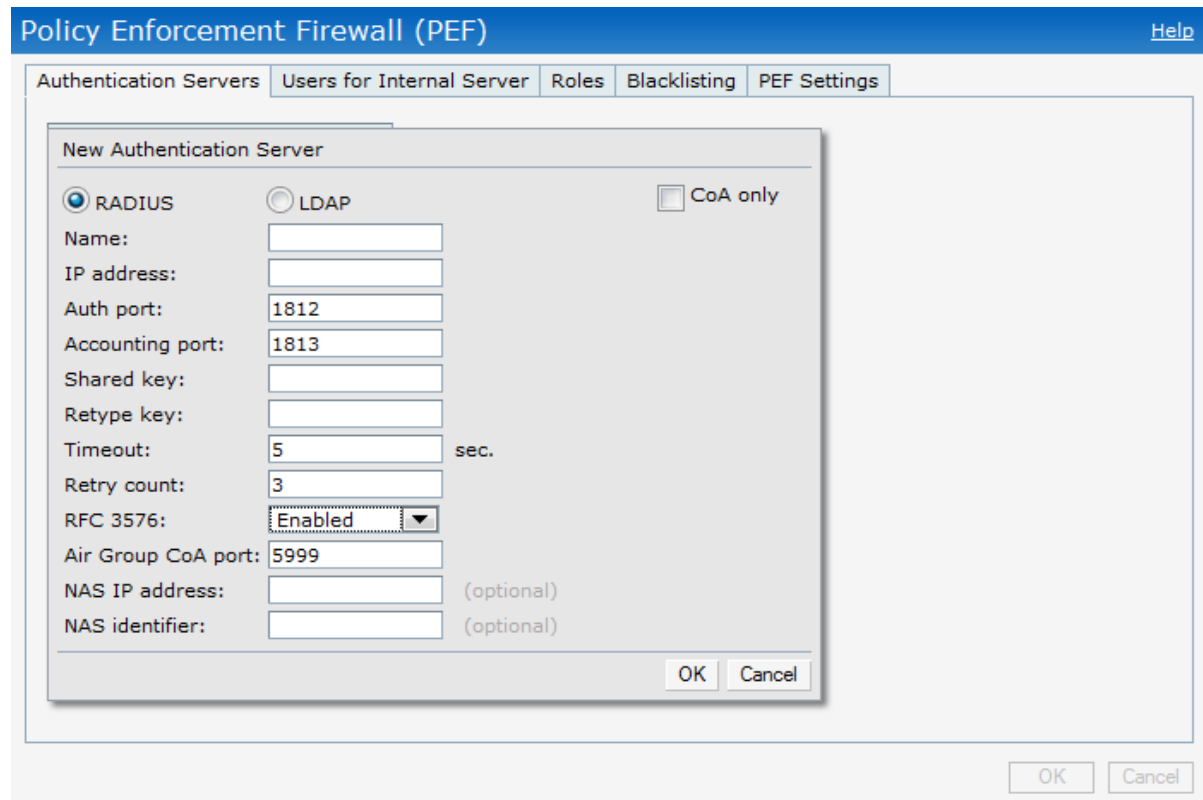 Policy Enforcement Firewall (PEF) Help
Authentication Servers Users for Internal Server Roles Blacklisting PEF Settings
New Authentication Server
RADIUS LDAP CoA only
Name:
IP address:
Auth port: 1812
Accounting port: 1813
Shared key:
Retype key:
Timeout: 5 sec.
Retry count: 3
RFC 3576: Enabled
Air Group CoA port: 5999
NAS IP address: (optional)
NAS identifier: (optional)
OK Cancel
OK Cancel